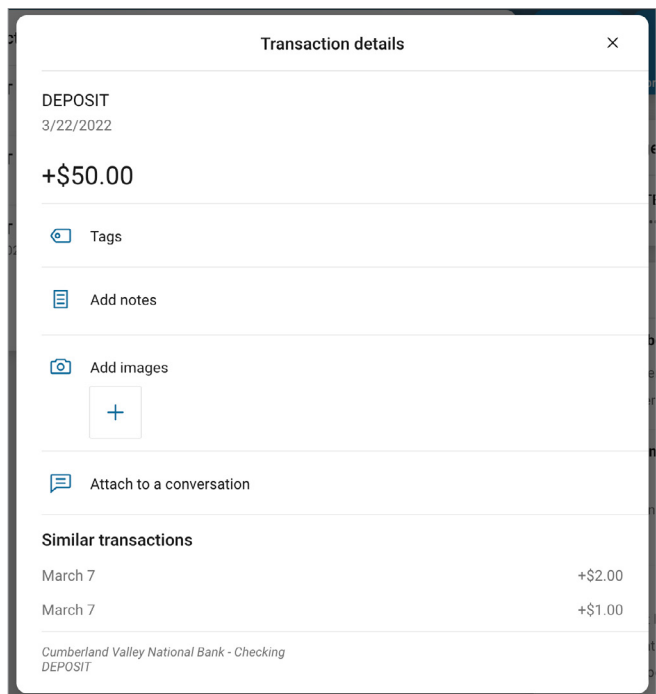 Transaction details
DEPOSIT
3/22/2022
+$50.00
Tags
Add notes
Add images
Attach to a conversation
Similar transactions
March 7 +$2.00
March 7 +$1.00
Cumberland Valley National Bank - Checking
DEPOSIT